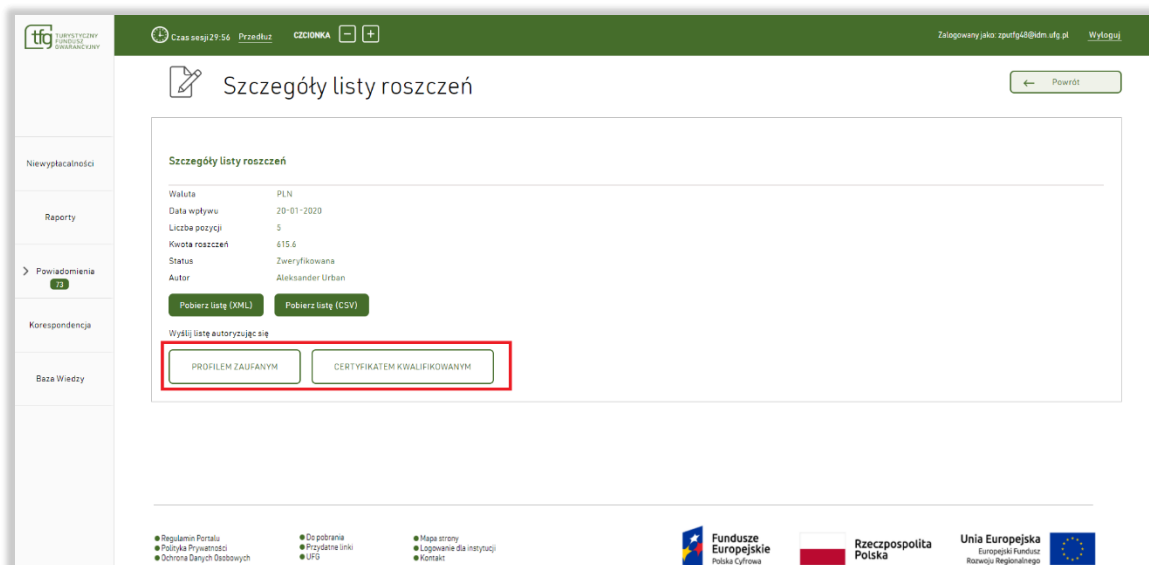 tfg TURYSTYCZNY
FUNDUSZ
GWARANCYJNY
Czas sesji 29:56 Przedłuż CZCIONKA − +
Zalogowany jako: zputfg48@idm.ufg.pl Wyloguj
Szczegóły listy roszczeń
← Powrót
Niewypłacalności
Raporty
Powiadomienia
73
Korespondencja
Baza Wiedzy
Szczegóły listy roszczeń
Waluta PLN
Data wpływu 20-01-2020
Liczba pozycji 5
Kwota roszczeń 615.6
Status Zweryfikowana
Autor Aleksander Urban
Pobierz listę (XML) Pobierz listę (CSV)
Wyślij listę autoryzując się
PROFILEM ZAUFANYM CERTYFIKATEM KWALIFIKOWANYM
Regulamin Portalu
Polityka Prywatności
Ochrona Danych Osobowych
Do pobrania
Przydatne linki
UFG
Mapa strony
Logowanie dla instytucji
Kontakt
Fundusze
Europejskie
Polska Cyfrowa
Rzeczpospolita
Polska
Unia Europejska
Europejski Fundusz
Rozwoju Regionalnego